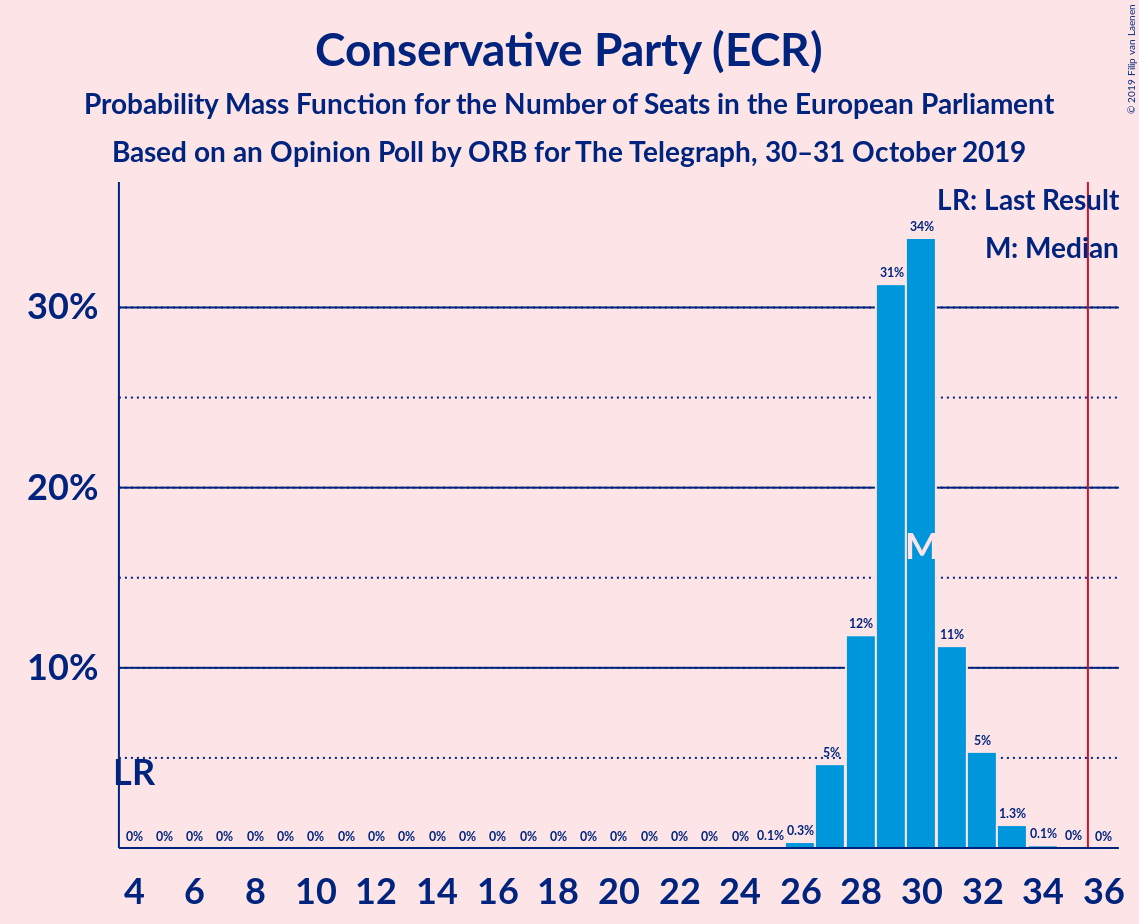 Conservative Party (ECR)
Probability Mass Function for the Number of Seats in the European Parliament
Based on an Opinion Poll by ORB for The Telegraph, 30–31 October 2019
© 2019 Filip van Laenen
LR: Last Result
M: Median
34%
31%
30%
20%
M
12%
11%
10%
5%
5%
LR
0% 0% 0% 0% 0% 0% 0% 0% 0% 0% 0% 0% 0% 0% 0% 0% 0% 0% 0% 0% 0% 0.1% 0.3% 1.3% 0.1% 0% 0%
4 6 8 10 12 14 16 18 20 22 24 26 28 30 32 34 36